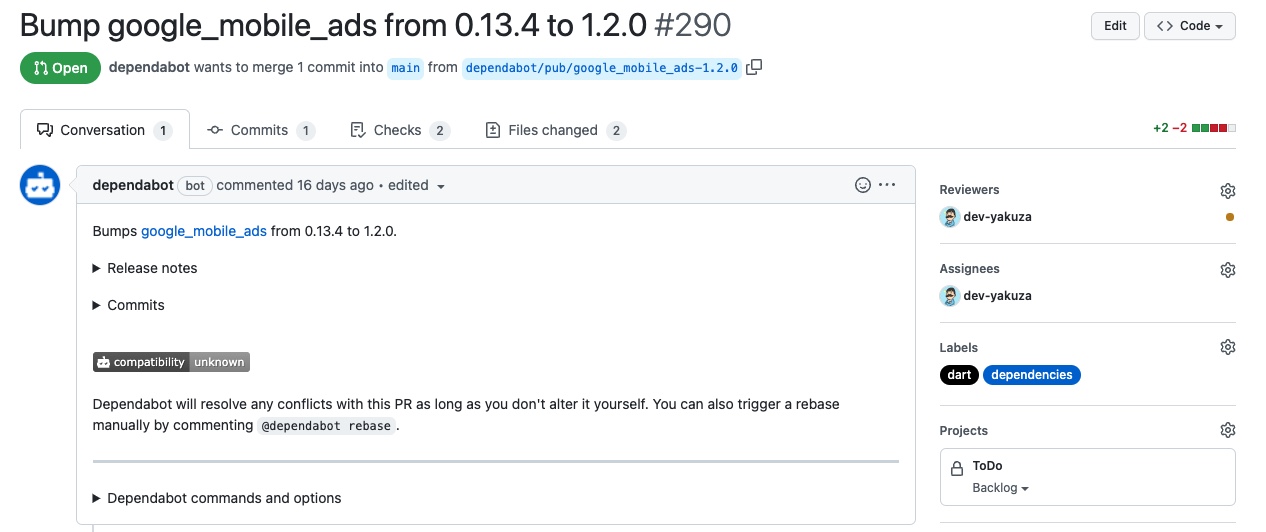 Bump google_mobile_ads from 0.13.4 to 1.2.0 #290
Edit
<> Code
Open
dependabot wants to merge 1 commit into main from dependabot/pub/google_mobile_ads-1.2.0
Conversation 1
Commits 1
Checks 2
Files changed 2
+2 −2
dependabot bot commented 16 days ago • edited
Bumps google_mobile_ads from 0.13.4 to 1.2.0.
Release notes
Commits
compatibility unknown
Dependabot will resolve any conflicts with this PR as long as you don't alter it yourself. You can also trigger a rebase
manually by commenting @dependabot rebase.
Dependabot commands and options
Reviewers
dev-yakuza
Assignees
dev-yakuza
Labels
dart dependencies
Projects
ToDo
Backlog